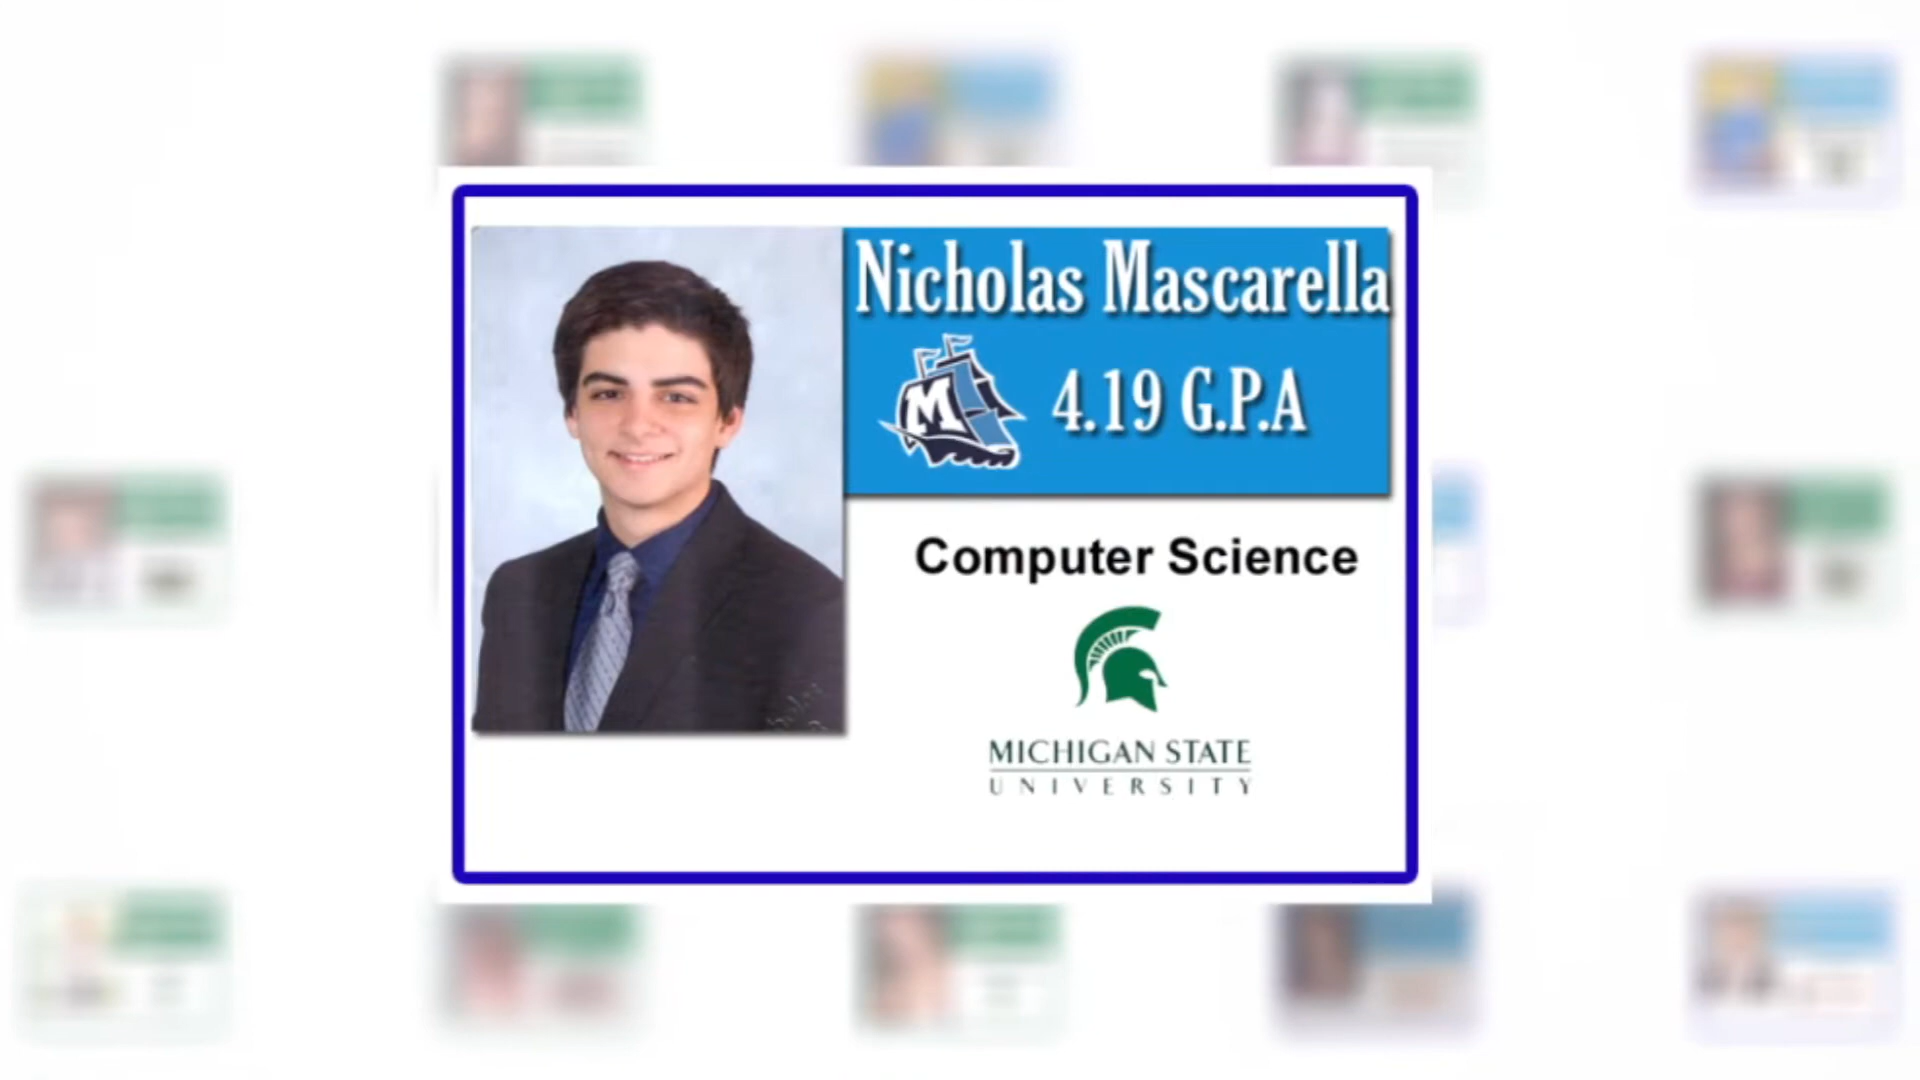 Nicholas Mascarella
M
4.19 G.P.A
Computer Science
MICHIGAN STATE
UNIVERSITY